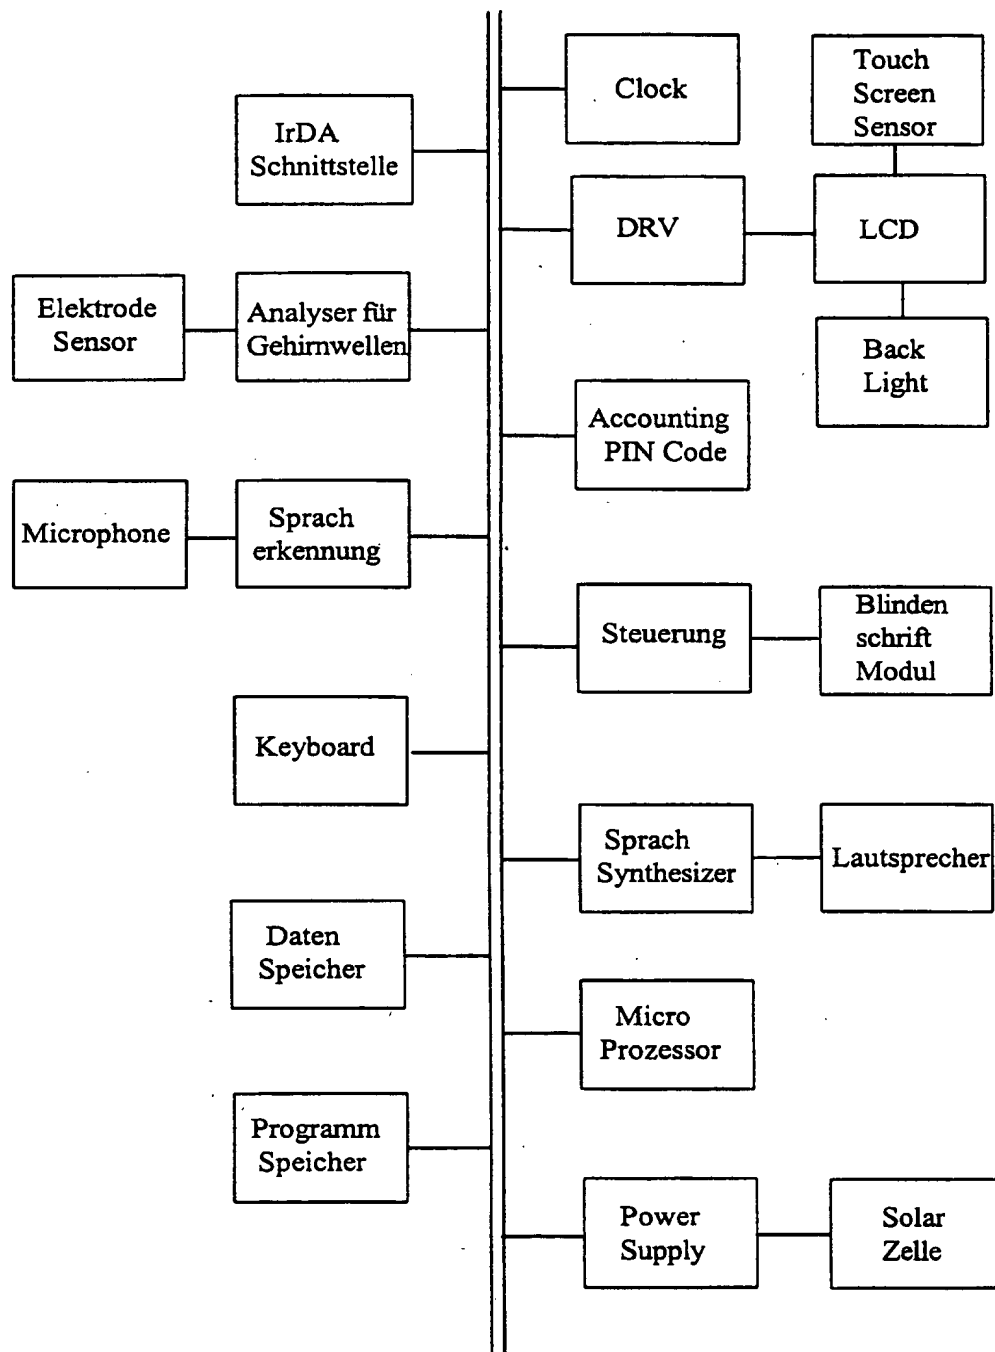 Clock
Touch
Screen
Sensor
IrDA
Schnittstelle
DRV
LCD
Elektrode
Sensor
Analyser für
Gehirnwellen
Back
Light
Accounting
PIN Code
Microphone
Sprach
erkennung
Steuerung
Blinden
schrift
Modul
Keyboard
Sprach
Synthesizer
Lautsprecher
Daten
Speicher
Micro
Prozessor
Programm
Speicher
Power
Supply
Solar
Zelle